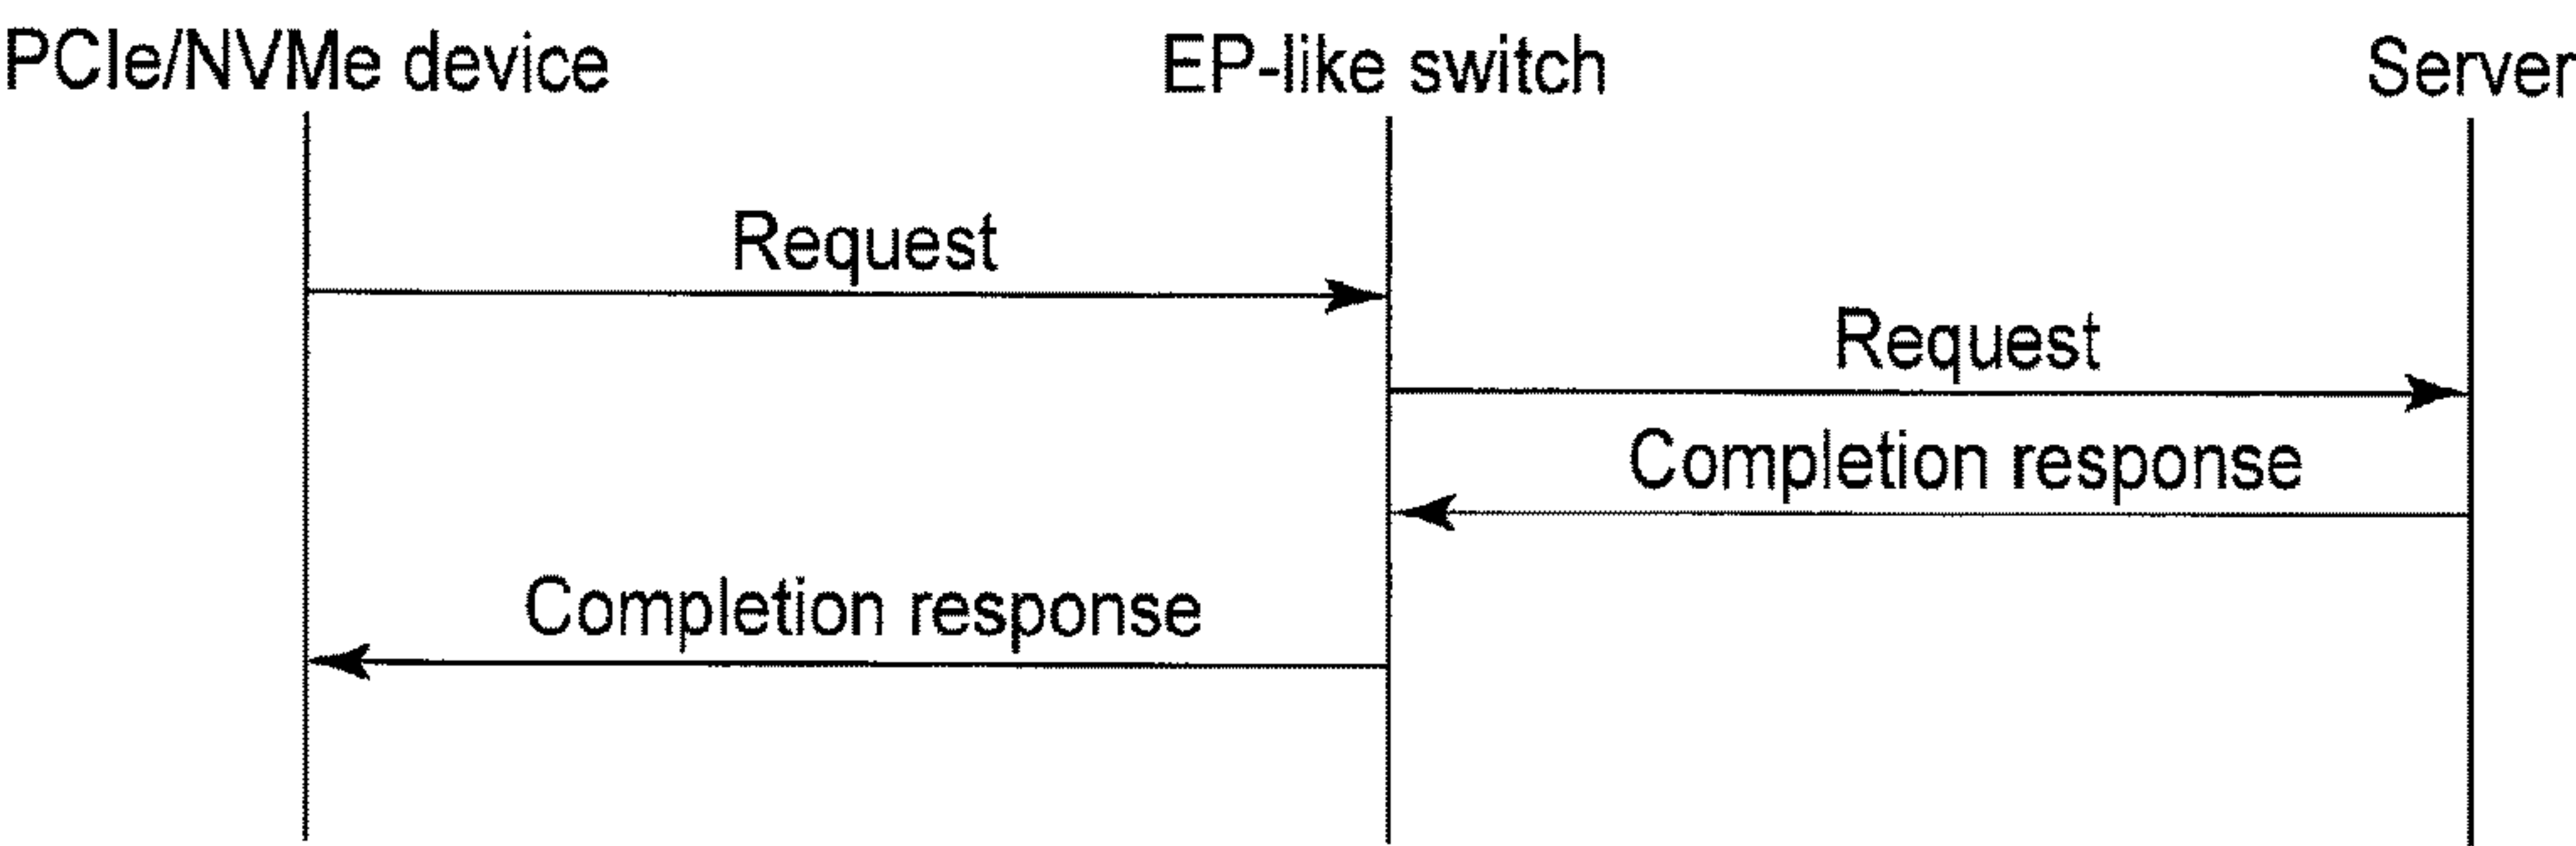 PCIe/NVMe device EP-like switch Server
Request
Request
Completion response
Completion response